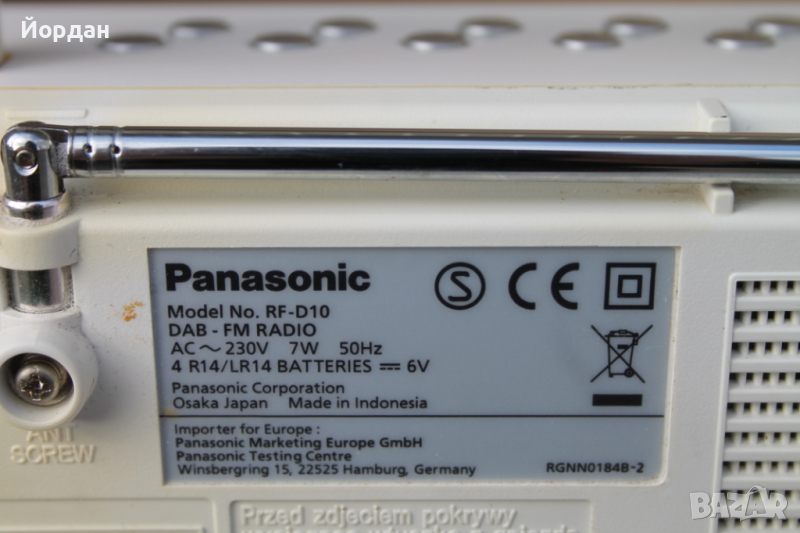 Йордан
Panasonic
Model No. RF-D10
DAB - FM RADIO
AC ~ 230V 7W 50Hz
4 R14/LR14 BATTERIES ⎓ 6V
Panasonic Corporation
Osaka Japan Made in Indonesia
S CE
Importer for Europe :
Panasonic Marketing Europe GmbH
Panasonic Testing Centre
Winsbergring 15, 22525 Hamburg, Germany
RGNN0184B-2
ANT
SCREW
Przed zdjęciem pokrywy
BAZAR